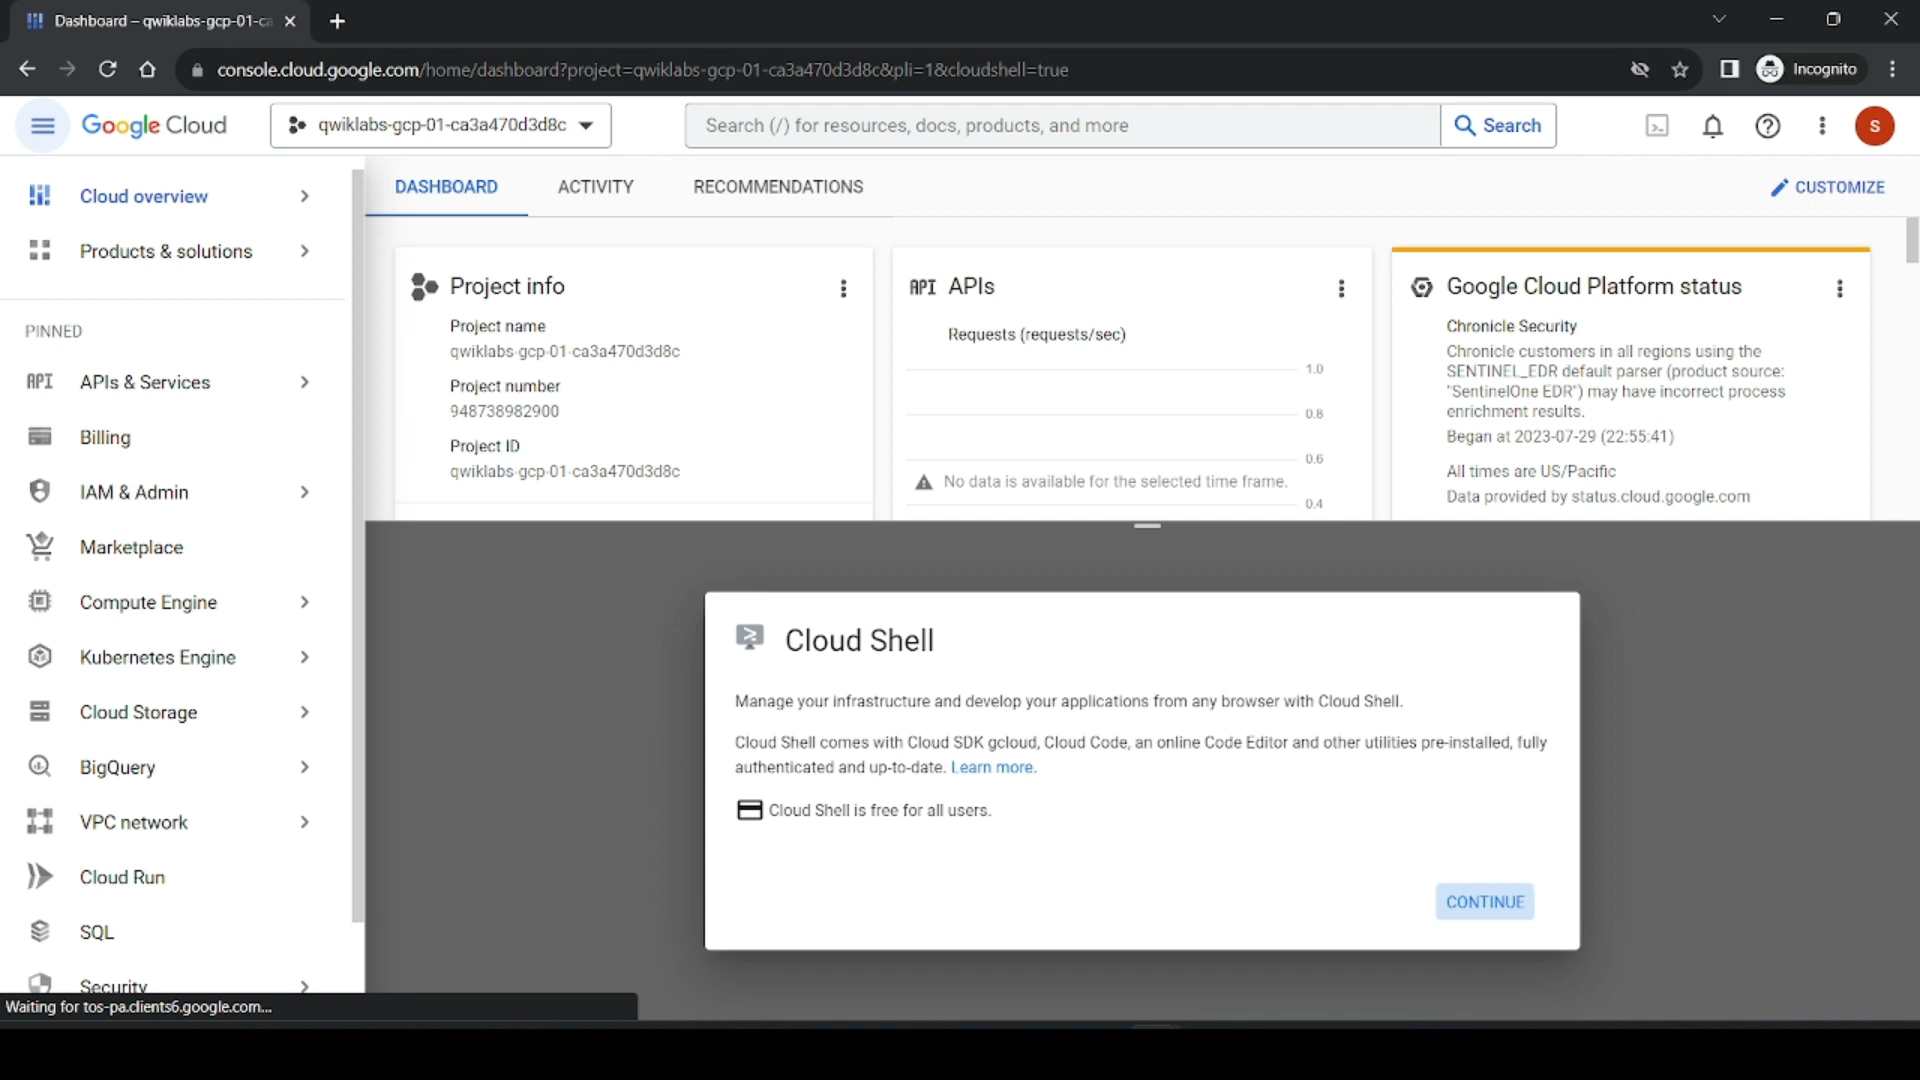 Dashboard – qwiklabs-gcp-01-ca
console.cloud.google.com/home/dashboard?project=qwiklabs-gcp-01-ca3a470d3d8c&pli=1&cloudshell=true
Incognito
Google Cloud
qwiklabs-gcp-01-ca3a470d3d8c
Search (/) for resources, docs, products, and more
Search
S
Cloud overview
Products & solutions
PINNED
API APIs & Services
Billing
IAM & Admin
Marketplace
Compute Engine
Kubernetes Engine
Cloud Storage
BigQuery
VPC network
Cloud Run
SQL
Security
Waiting for tos-pa.clients6.google.com...
DASHBOARD
ACTIVITY
RECOMMENDATIONS
CUSTOMIZE
Project info
Project name
qwiklabs-gcp-01-ca3a470d3d8c
Project number
948738982900
Project ID
qwiklabs-gcp-01-ca3a470d3d8c
API APIs
Requests (requests/sec)
1.0
0.8
0.6
No data is available for the selected time frame.
0.4
Google Cloud Platform status
Chronicle Security
Chronicle customers in all regions using the
SENTINEL_EDR default parser (product source:
"SentinelOne EDR") may have incorrect process
enrichment results.
Began at 2023-07-29 (22:55:41)
All times are US/Pacific
Data provided by status.cloud.google.com
Cloud Shell
Manage your infrastructure and develop your applications from any browser with Cloud Shell.
Cloud Shell comes with Cloud SDK gcloud, Cloud Code, an online Code Editor and other utilities pre-installed, fully
authenticated and up-to-date. Learn more.
Cloud Shell is free for all users.
CONTINUE